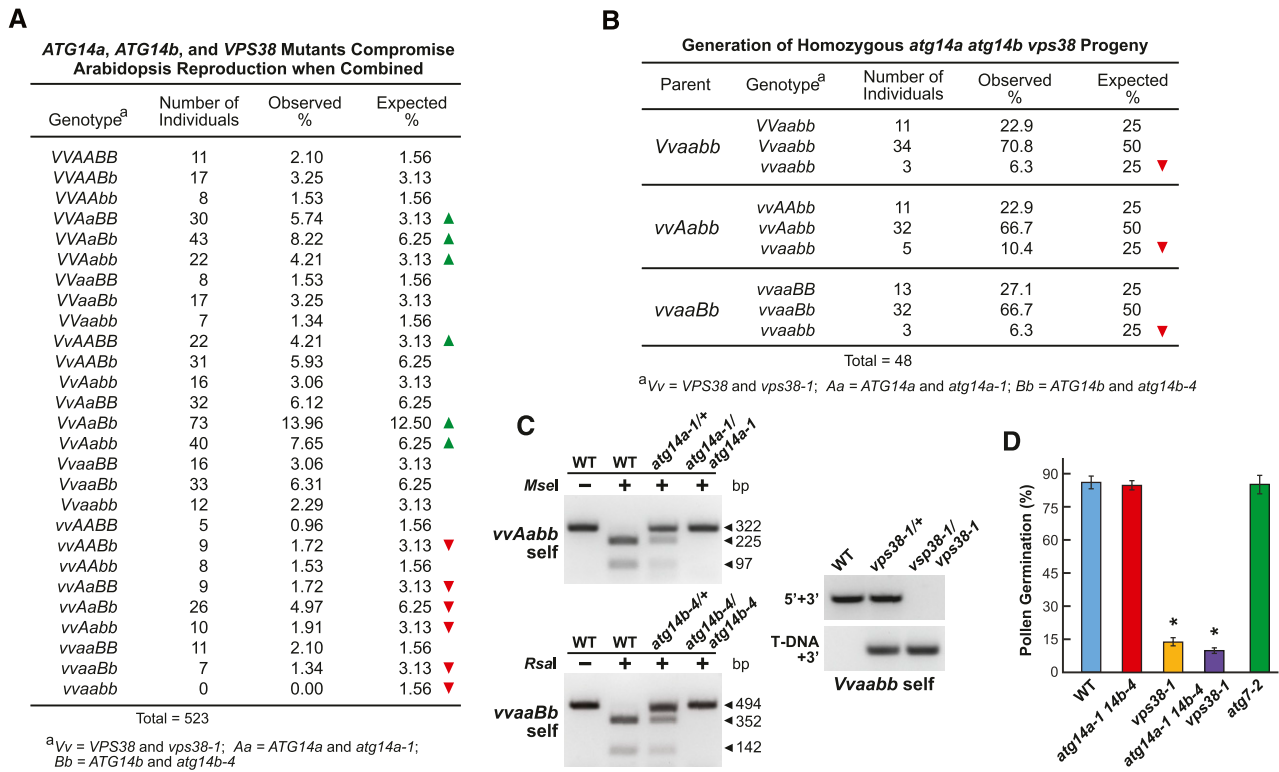 A
ATG14a, ATG14b, and VPS38 Mutants Compromise
Arabidopsis Reproduction when Combined
Genotypea Number of Individuals Observed % Expected %
VVAABB 11 2.10 1.56
VVAABb 17 3.25 3.13
VVAAbb 8 1.53 1.56
VVAaBB 30 5.74 3.13 ▲
VVAaBb 43 8.22 6.25 ▲
VVAabb 22 4.21 3.13 ▲
VVaaBB 8 1.53 1.56
VVaaBb 17 3.25 3.13
VVaabb 7 1.34 1.56
VvAABB 22 4.21 3.13 ▲
VvAABb 31 5.93 6.25
VvAabb 16 3.06 3.13
VvAaBB 32 6.12 6.25
VvAaBb 73 13.96 12.50 ▲
VvAabb 40 7.65 6.25 ▲
VvaaBB 16 3.06 3.13
VvaaBb 33 6.31 6.25
Vvaabb 12 2.29 3.13
vvAABB 5 0.96 1.56
vvAABb 9 1.72 3.13 ▼
vvAAbb 8 1.53 1.56
vvAaBB 9 1.72 3.13 ▼
vvAaBb 26 4.97 6.25 ▼
vvAabb 10 1.91 3.13 ▼
vvaaBB 11 2.10 1.56
vvaaBb 7 1.34 3.13 ▼
vvaabb 0 0.00 1.56 ▼
Total = 523
aVv = VPS38 and vps38-1; Aa = ATG14a and atg14a-1;
Bb = ATG14b and atg14b-4
B
Generation of Homozygous atg14a atg14b vps38 Progeny
Parent Genotypea Number of Individuals Observed % Expected %
Vvaabb
VVaabb 11 22.9 25
Vvaabb 34 70.8 50
vvaabb 3 6.3 25 ▼
vvAabb
vvAAbb 11 22.9 25
vvAabb 32 66.7 50
vvaabb 5 10.4 25 ▼
vvaaBb
vvaaBB 13 27.1 25
vvaaBb 32 66.7 50
vvaabb 3 6.3 25 ▼
Total = 48
aVv = VPS38 and vps38-1; Aa = ATG14a and atg14a-1; Bb = ATG14b and atg14b-4
C
WT WT atg14a-1/+ atg14a-1/atg14a-1
MseI – + + + bp
vvAabb
self
322
225
97
WT WT atg14b-4/+ atg14b-4/atg14b-4
RsaI – + + + bp
vvaaBb
self
494
352
142
WT vps38-1/+ vsp38-1/vps38-1
5'+3'
T-DNA
+3'
Vvaabb self
D
Pollen Germination (%)
90
75
60
45
30
15
0
* *
WT
atg14a-1 14b-4
vps38-1
atg14a-1 14b-4
vps38-1
atg7-2